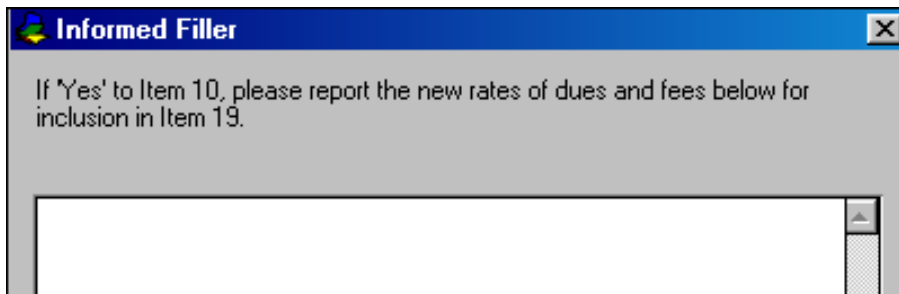 Informed Filler
If 'Yes' to Item 10, please report the new rates of dues and fees below for
inclusion in Item 19.